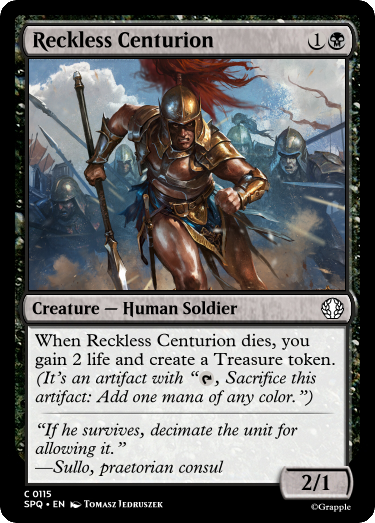 Reckless Centurion 1
Creature — Human Soldier
When Reckless Centurion dies, you
gain 2 life and create a Treasure token.
(It's an artifact with “, Sacrifice this
artifact: Add one mana of any color.”)
“If he survives, decimate the unit for
allowing it.”
—Sullo, praetorian consul
2/1
C 0115
SPQ • EN Tomasz Jedruszek
©Grapple